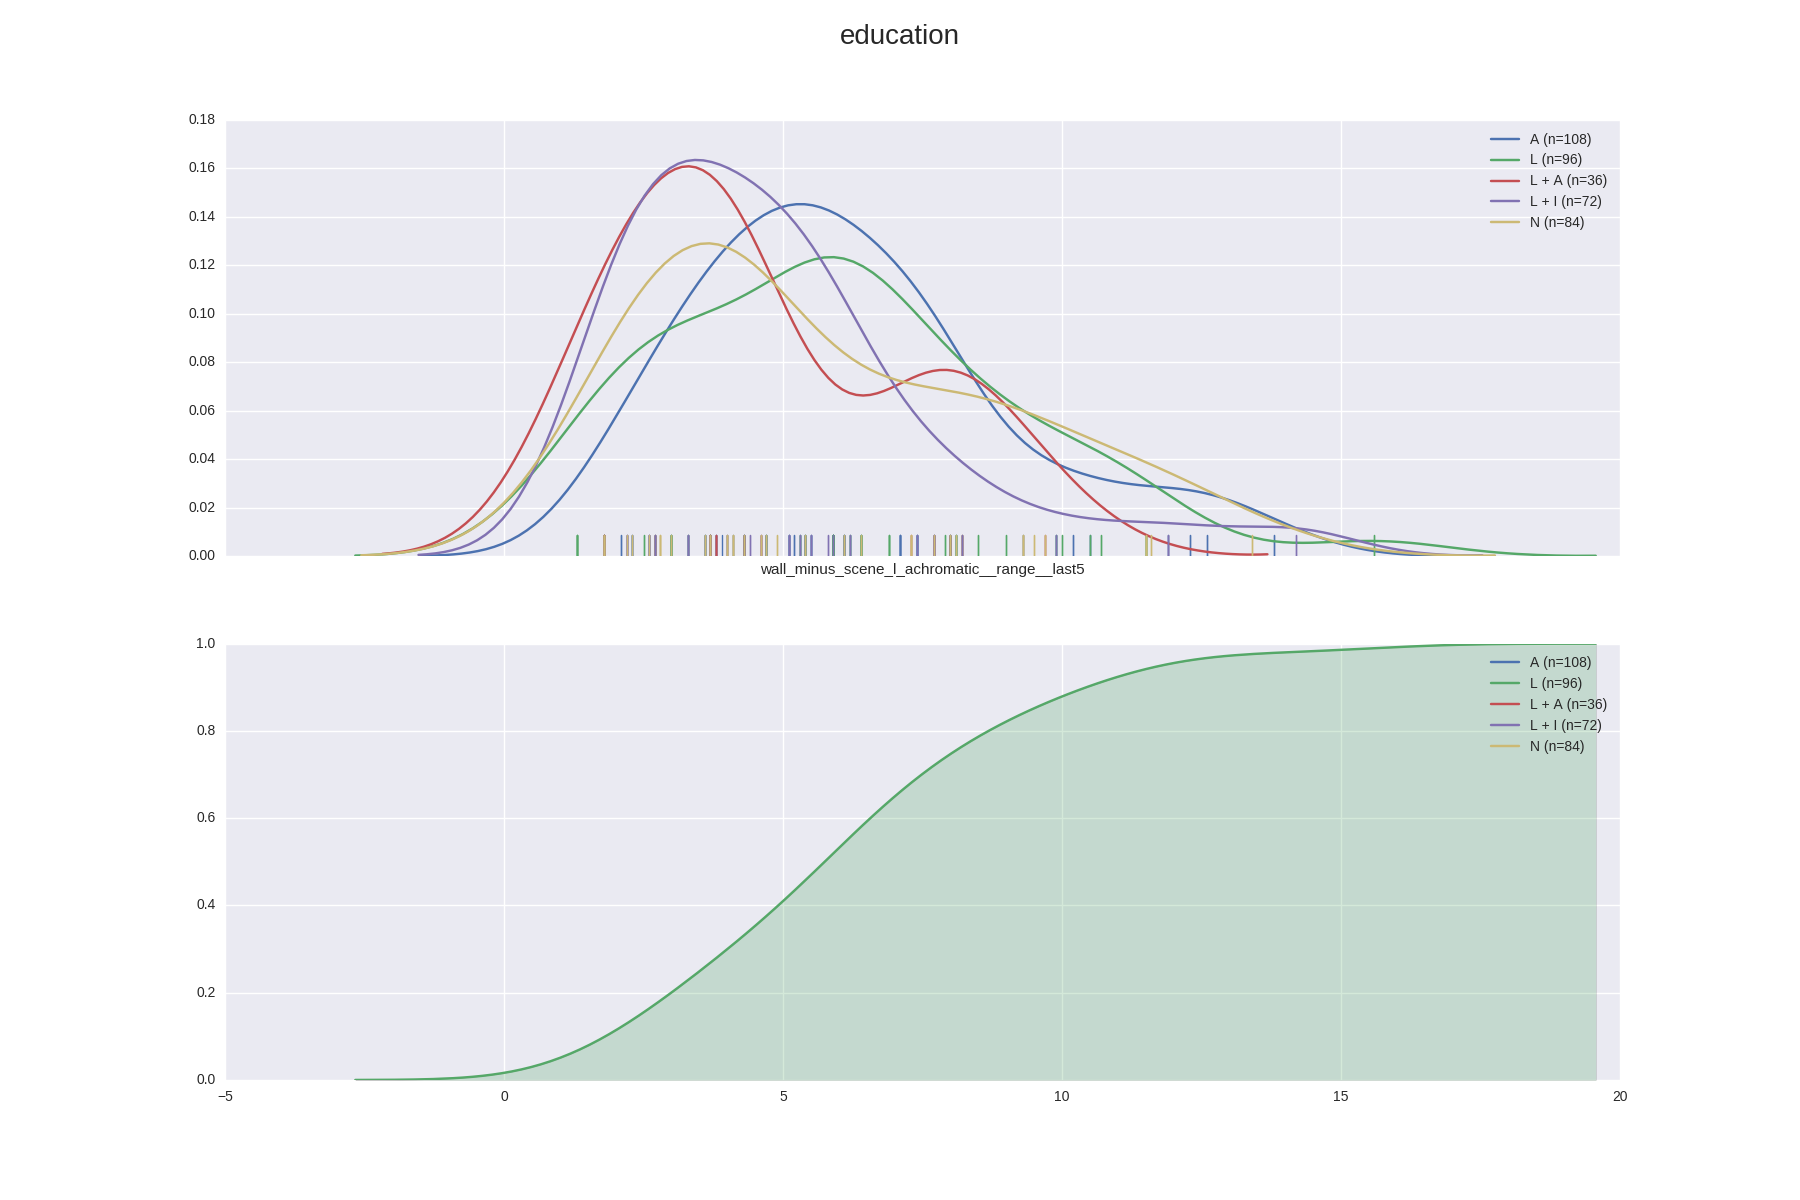 education
0.18
0.16
0.14
0.12
0.10
0.08
0.06
0.04
0.02
0.00
A (n=108)
L (n=96)
L + A (n=36)
L + I (n=72)
N (n=84)
wall_minus_scene_l_achromatic__range__last5
1.0
0.8
0.6
0.4
0.2
0.0
A (n=108)
L (n=96)
L + A (n=36)
L + I (n=72)
N (n=84)
−5 0 5 10 15 20